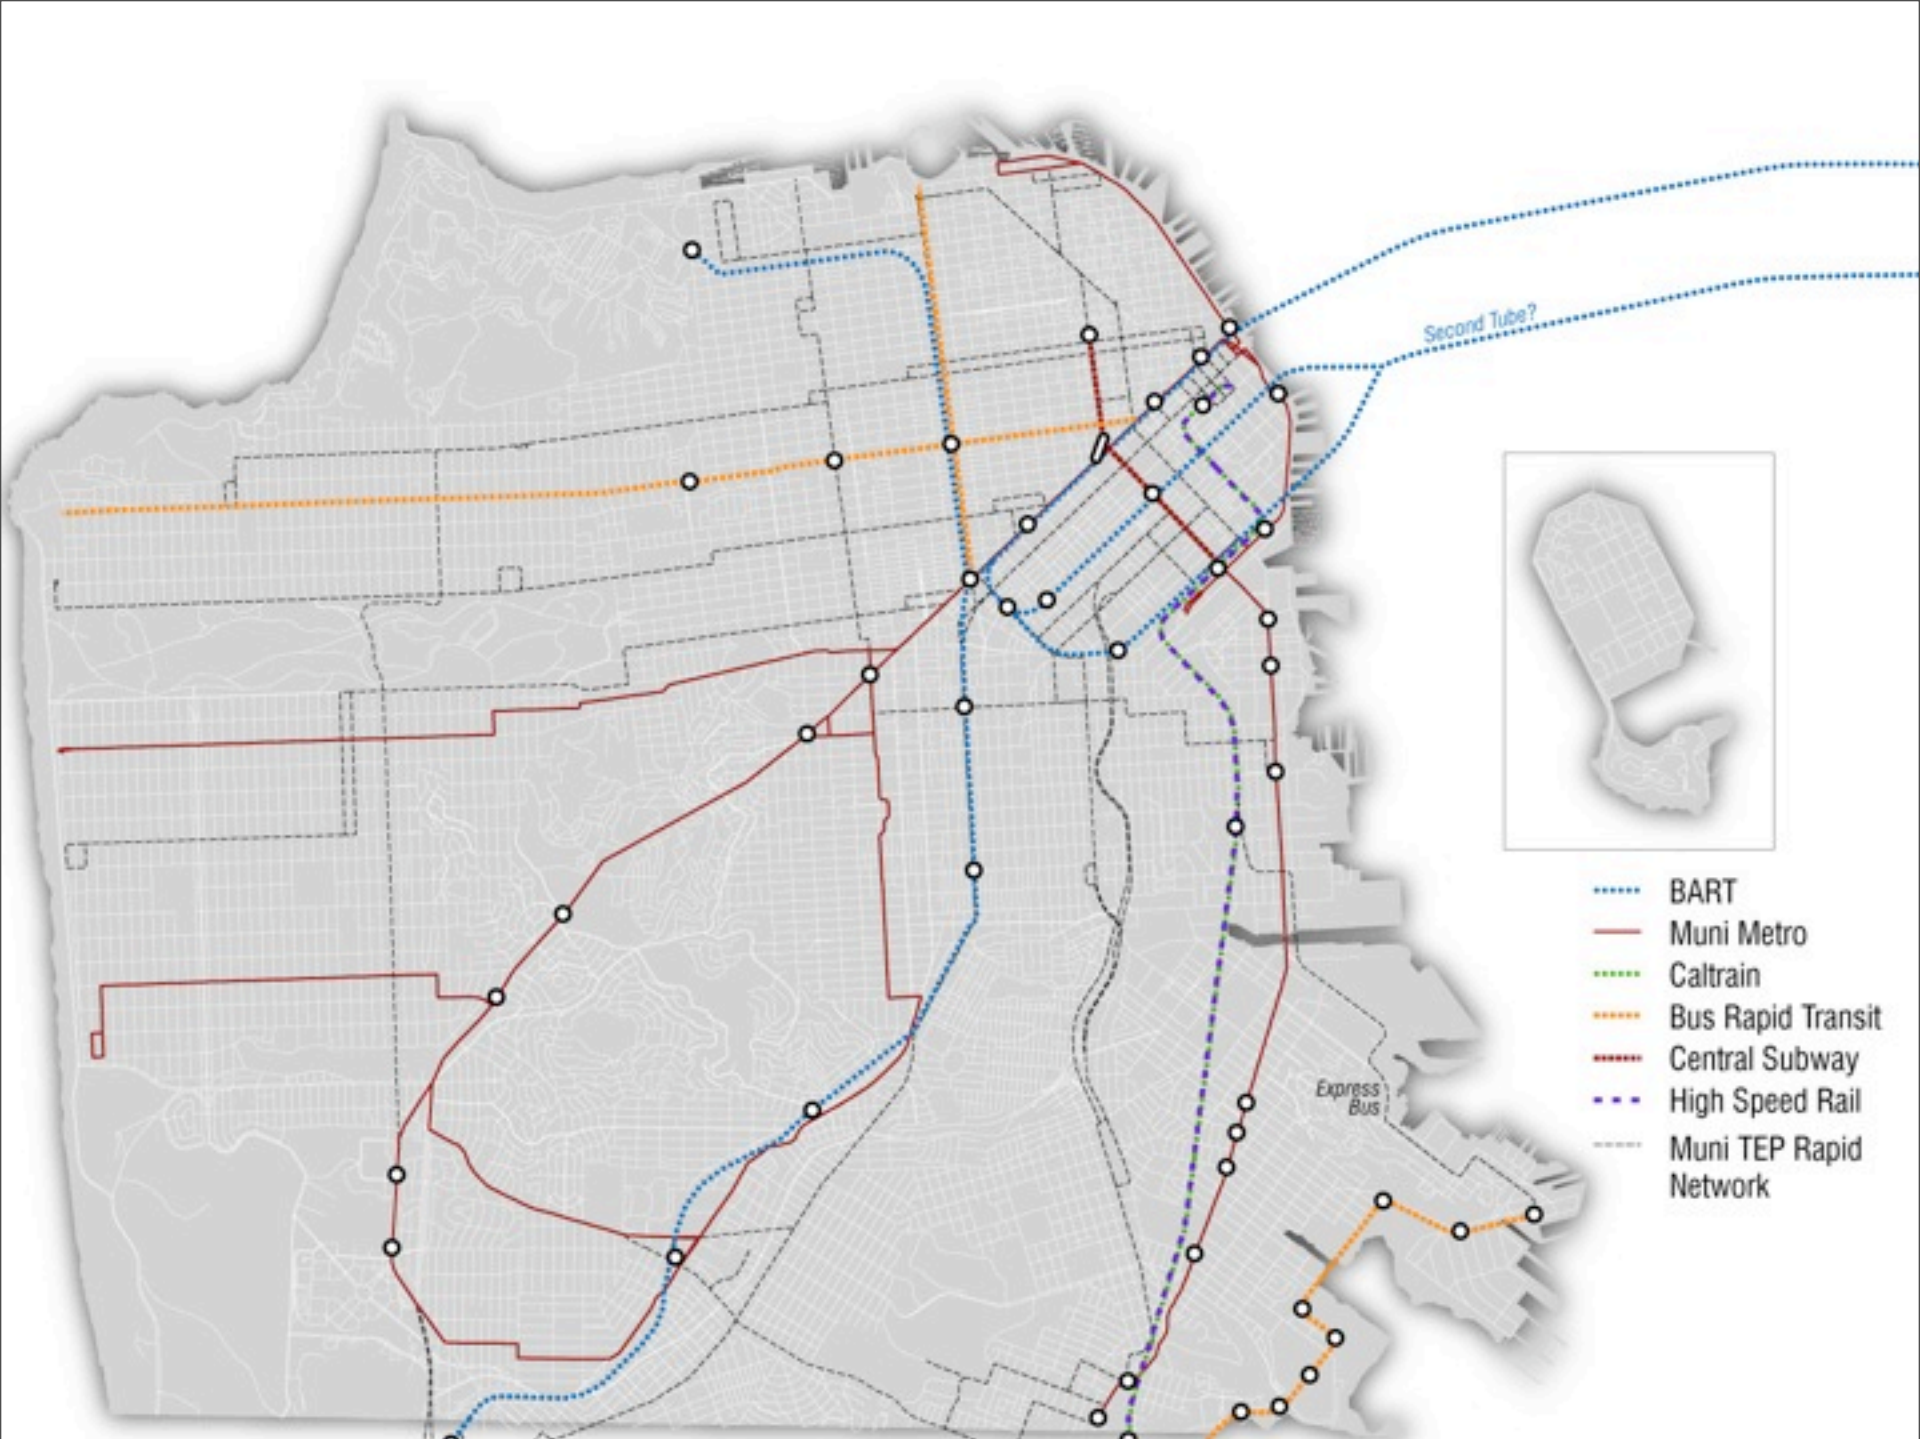 Second Tube?
BART
Muni Metro
Caltrain
Bus Rapid Transit
Central Subway
Express
Bus
High Speed Rail
Muni TEP Rapid
Network